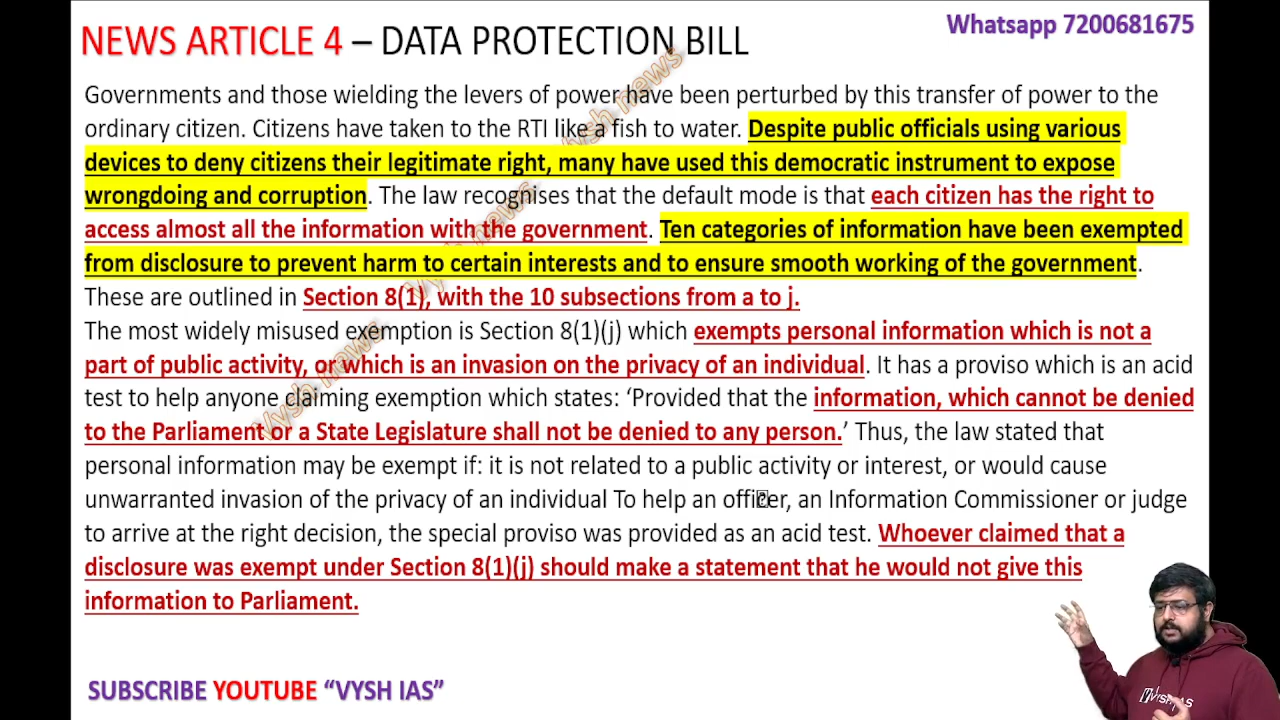 Whatsapp 7200681675
NEWS ARTICLE 4 – DATA PROTECTION BILL
Governments and those wielding the levers of power have been perturbed by this transfer of power to the
ordinary citizen. Citizens have taken to the RTI like a fish to water. Despite public officials using various
devices to deny citizens their legitimate right, many have used this democratic instrument to expose
wrongdoing and corruption. The law recognises that the default mode is that each citizen has the right to
access almost all the information with the government. Ten categories of information have been exempted
from disclosure to prevent harm to certain interests and to ensure smooth working of the government.
These are outlined in Section 8(1), with the 10 subsections from a to j.
The most widely misused exemption is Section 8(1)(j) which exempts personal information which is not a
part of public activity, or which is an invasion on the privacy of an individual. It has a proviso which is an acid
test to help anyone claiming exemption which states: ‘Provided that the information, which cannot be denied
to the Parliament or a State Legislature shall not be denied to any person.’ Thus, the law stated that
personal information may be exempt if: it is not related to a public activity or interest, or would cause
unwarranted invasion of the privacy of an individual To help an officer, an Information Commissioner or judge
to arrive at the right decision, the special proviso was provided as an acid test. Whoever claimed that a
disclosure was exempt under Section 8(1)(j) should make a statement that he would not give this
information to Parliament.
Vysh news
Vysh news
Vysh news
SUBSCRIBE YOUTUBE “VYSH IAS”
VYSH IAS